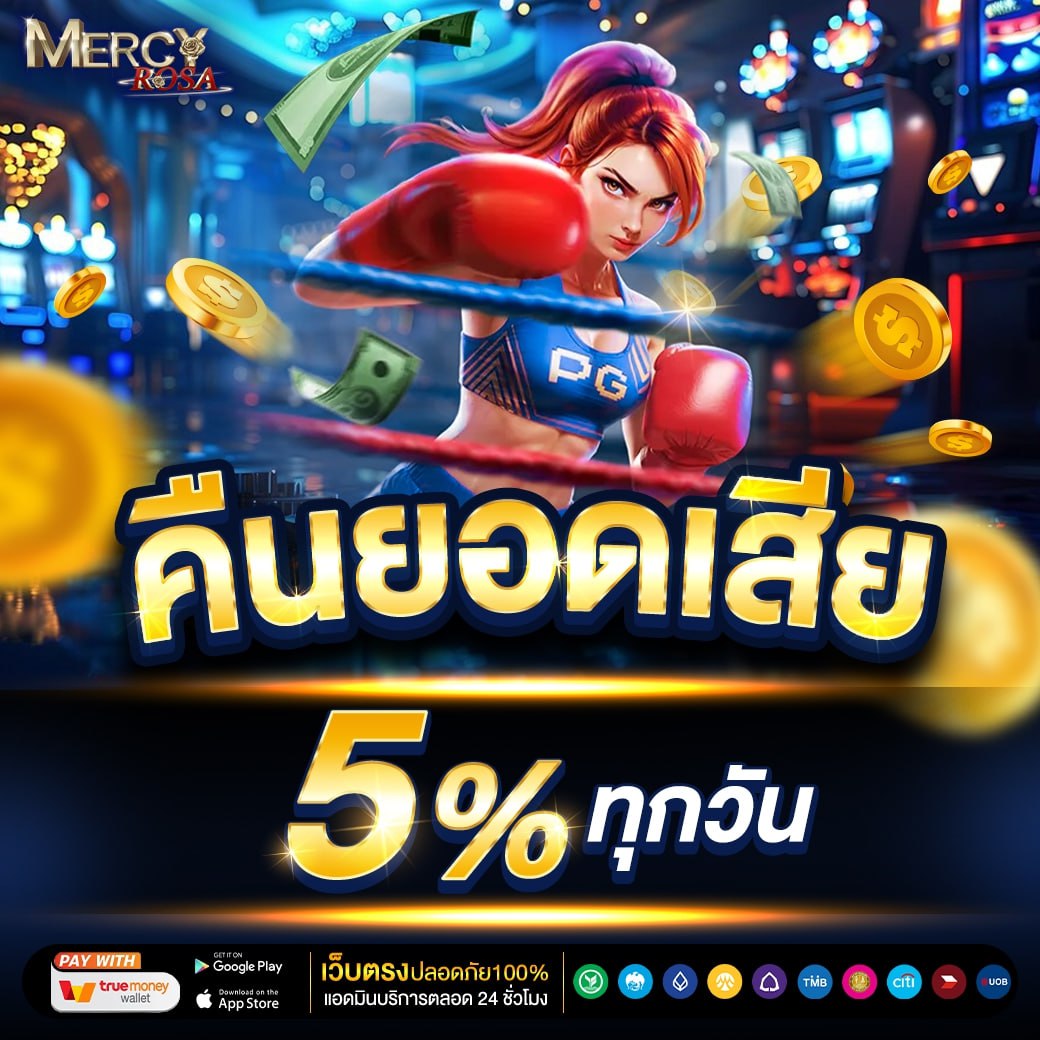 MERCY
ROSA
PG
คืนยอดเสีย
5% ทุกวัน
PAY WITH
truemoney
wallet
GET IT ON
Google Play
Download on the
App Store
เว็บตรงปลอดภัย100%
แอดมินบริการตลอด 24 ชั่วโมง
TMB
citi
UOB